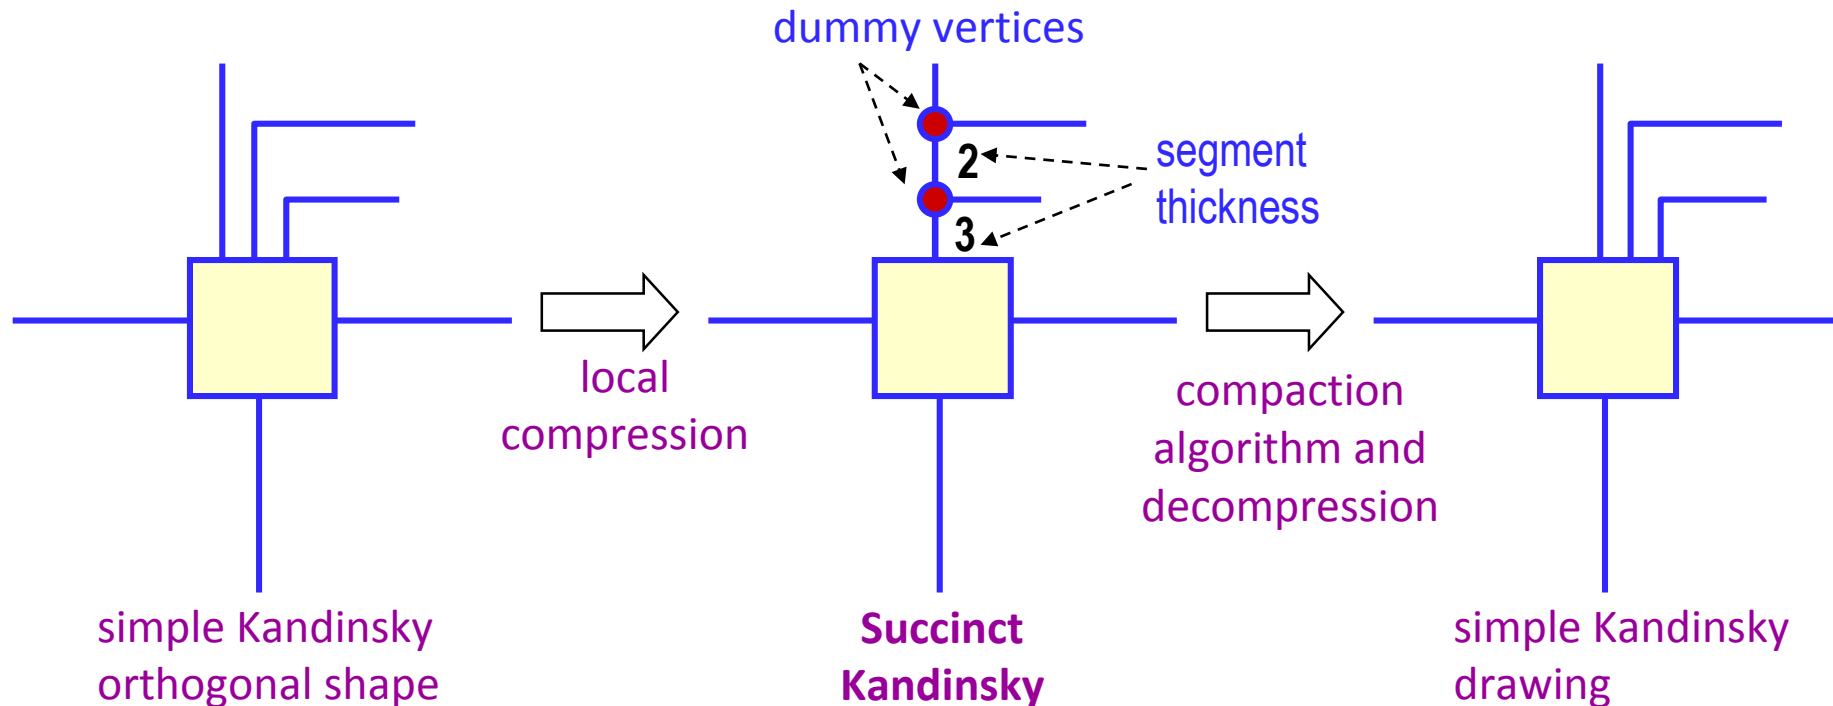 dummy vertices
2
3
segment
thickness
local
compression
compaction
algorithm and
decompression
simple Kandinsky
orthogonal shape
Succinct
Kandinsky
simple Kandinsky
drawing